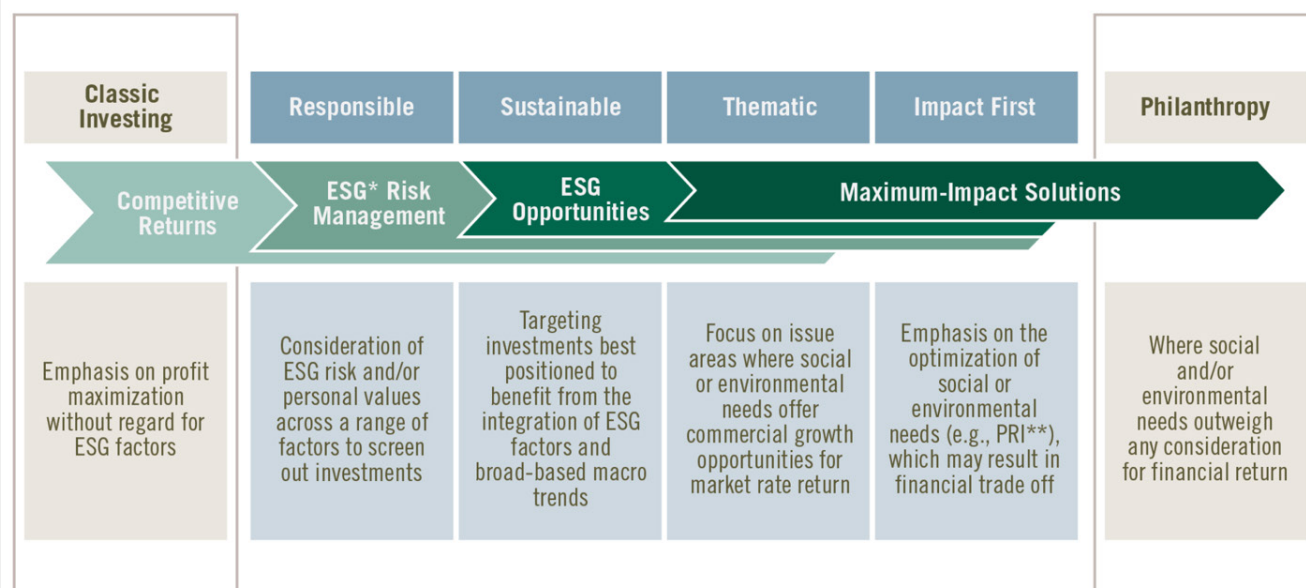 Classic
Investing
Responsible
Sustainable
Thematic
Impact First
Philanthropy
Competitive
Returns
ESG* Risk
Management
ESG
Opportunities
Maximum-Impact Solutions
Emphasis on profit
maximization
without regard for
ESG factors
Consideration of
ESG risk and/or
personal values
across a range of
factors to screen
out investments
Targeting
investments best
positioned to
benefit from the
integration of ESG
factors and
broad-based macro
trends
Focus on issue
areas where social
or environmental
needs offer
commercial growth
opportunities for
market rate return
Emphasis on the
optimization of
social or
environmental
needs (e.g., PRI**),
which may result in
financial trade off
Where social
and/or
environmental
needs outweigh
any consideration
for financial return